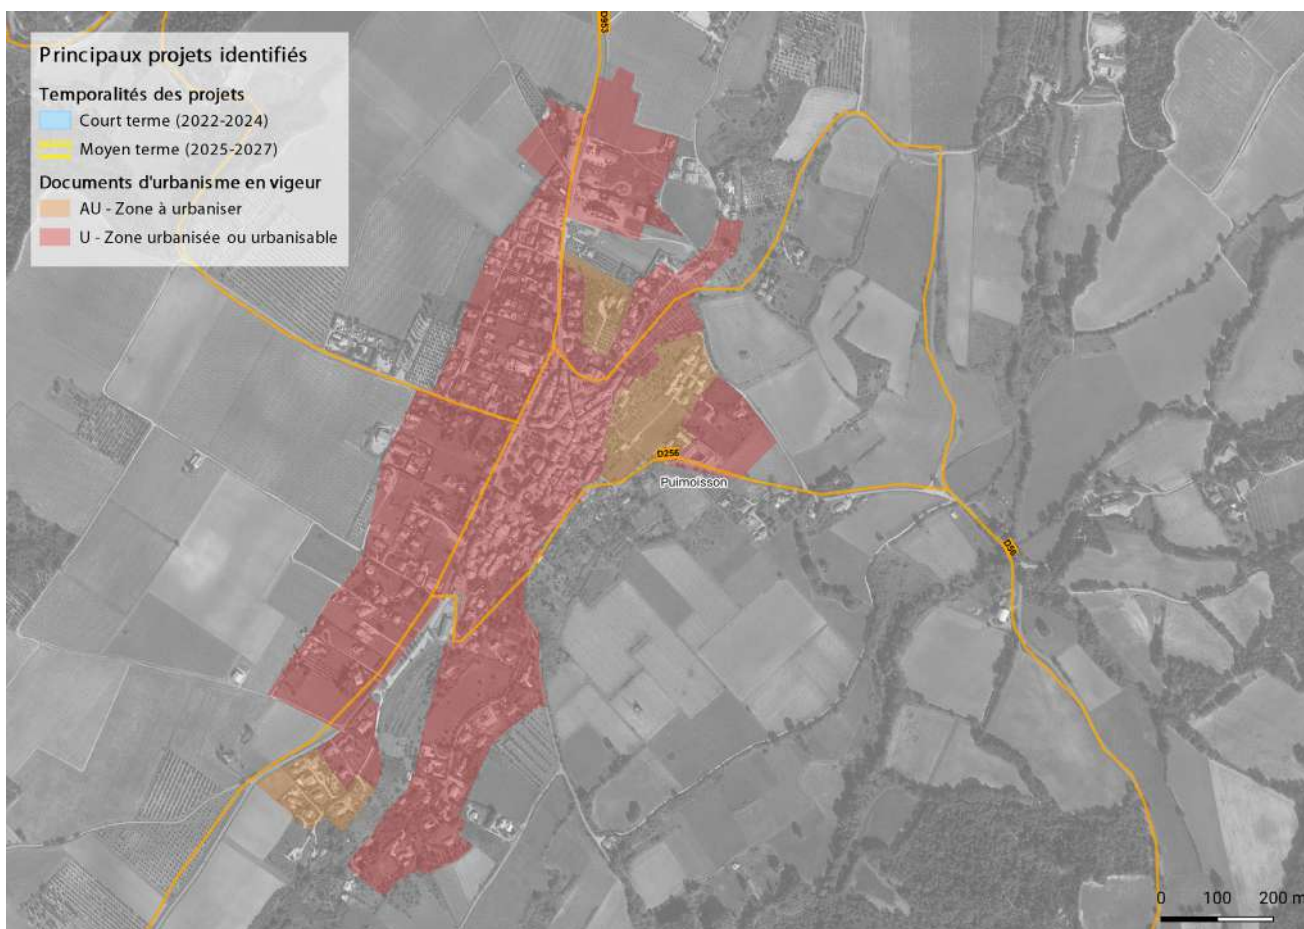 Principaux projets identifiés
Temporalités des projets
Court terme (2022-2024)
Moyen terme (2025-2027)
Documents d'urbanisme en vigueur
AU - Zone à urbaniser
U - Zone urbanisée ou urbanisable
D953
D256
Puimoisson
D56
0 100 200 m